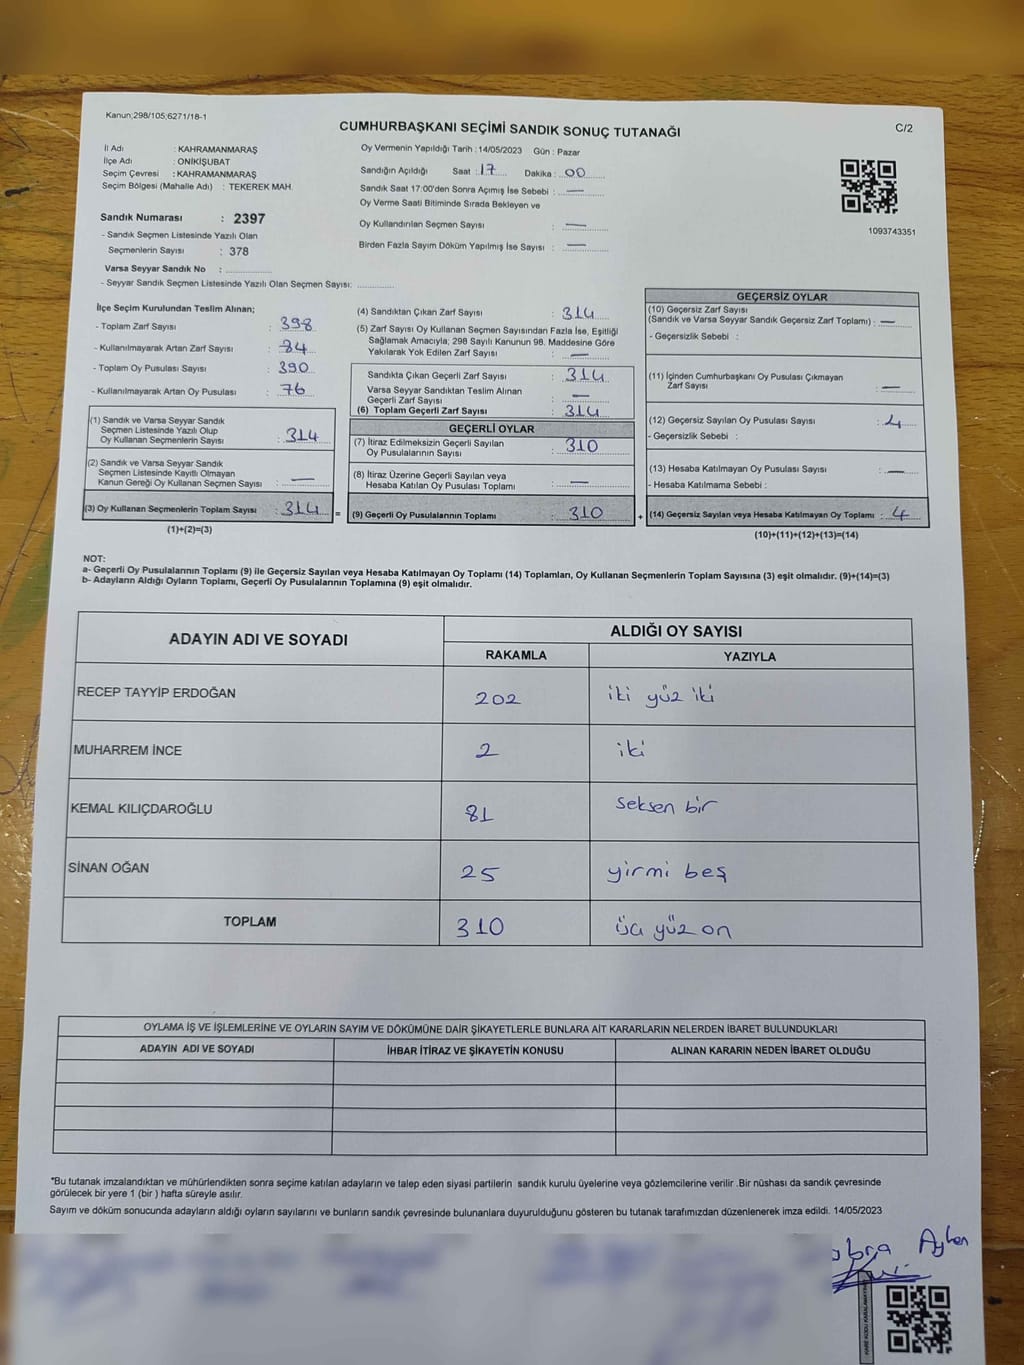 Kanun;298/105;6271/18-1
C/2
CUMHURBAŞKANI SEÇİMİ SANDIK SONUÇ TUTANAĞI
İl Adı : KAHRAMANMARAŞ
İlçe Adı : ONİKİŞUBAT
Seçim Çevresi : KAHRAMANMARAŞ
Seçim Bölgesi (Mahalle Adı) : TEKEREK MAH.
Sandık Numarası : 2397
- Sandık Seçmen Listesinde Yazılı Olan
Seçmenlerin Sayısı : 378
Varsa Seyyar Sandık No :
- Seyyar Sandık Seçmen Listesinde Yazılı Olan Seçmen Sayısı:
Oy Vermenin Yapıldığı Tarih : 14/05/2023 Gün : Pazar
Sandığın Açıldığı Saat : 17 Dakika : 00
Sandık Saat 17:00'den Sonra Açımış İse Sebebi : —
Oy Verme Saati Bitiminde Sırada Bekleyen ve
Oy Kullandırılan Seçmen Sayısı : —
Birden Fazla Sayım Döküm Yapılmış İse Sayısı : —
1093743351
İlçe Seçim Kurulundan Teslim Alınan;
- Toplam Zarf Sayısı : 398
- Kullanılmayarak Artan Zarf Sayısı : 84
- Toplam Oy Pusulası Sayısı : 390
- Kullanılmayarak Artan Oy Pusulası : 76
(1) Sandık ve Varsa Seyyar Sandık
Seçmen Listesinde Yazılı Olup
Oy Kullanan Seçmenlerin Sayısı : 314
(2) Sandık ve Varsa Seyyar Sandık
Seçmen Listesinde Kayıtlı Olmayan
Kanun Gereği Oy Kullanan Seçmen Sayısı : —
(3) Oy Kullanan Seçmenlerin Toplam Sayısı : 314
(1)+(2)=(3)
(4) Sandıktan Çıkan Zarf Sayısı : 314
(5) Zarf Sayısı Oy Kullanan Seçmen Sayısından Fazla İse, Eşitliği
Sağlamak Amacıyla; 298 Sayılı Kanunun 98. Maddesine Göre
Yakılarak Yok Edilen Zarf Sayısı : —
Sandıkta Çıkan Geçerli Zarf Sayısı : 314
Varsa Seyyar Sandıktan Teslim Alınan
Geçerli Zarf Sayısı : —
(6) Toplam Geçerli Zarf Sayısı : 314
GEÇERLİ OYLAR
(7) İtiraz Edilmeksizin Geçerli Sayılan
Oy Pusulalarının Sayısı : 310
(8) İtiraz Üzerine Geçerli Sayılan veya
Hesaba Katılan Oy Pusulası Toplamı : —
= (9) Geçerli Oy Pusulalarının Toplamı : 310
GEÇERSİZ OYLAR
(10) Geçersiz Zarf Sayısı
(Sandık ve Varsa Seyyar Sandık Geçersiz Zarf Toplamı) : —
- Geçersizlik Sebebi :
(11) İçinden Cumhurbaşkanı Oy Pusulası Çıkmayan
Zarf Sayısı : —
(12) Geçersiz Sayılan Oy Pusulası Sayısı : 4
- Geçersizlik Sebebi :
(13) Hesaba Katılmayan Oy Pusulası Sayısı : —
- Hesaba Katılmama Sebebi :
+ (14) Geçersiz Sayılan veya Hesaba Katılmayan Oy Toplamı : 4
(10)+(11)+(12)+(13)=(14)
NOT:
a- Geçerli Oy Pusulalarının Toplamı (9) ile Geçersiz Sayılan veya Hesaba Katılmayan Oy Toplamı (14) Toplamları, Oy Kullanan Seçmenlerin Toplam Sayısına (3) eşit olmalıdır. (9)+(14)=(3)
b- Adayların Aldığı Oyların Toplamı, Geçerli Oy Pusulalarının Toplamına (9) eşit olmalıdır.
ADAYIN ADI VE SOYADI ALDIĞI OY SAYISI
RAKAMLA YAZIYLA
RECEP TAYYİP ERDOĞAN 202 iki yüz iki
MUHARREM İNCE 2 iki
KEMAL KILIÇDAROĞLU 81 seksen bir
SİNAN OĞAN 25 yirmi beş
TOPLAM 310 üç yüz on
OYLAMA İŞ VE İŞLEMLERİNE VE OYLARIN SAYIM VE DÖKÜMÜNE DAİR ŞİKAYETLERLE BUNLARA AİT KARARLARIN NELERDEN İBARET BULUNDUKLARI
ADAYIN ADI VE SOYADI İHBAR İTİRAZ VE ŞİKAYETİN KONUSU ALINAN KARARIN NEDEN İBARET OLDUĞU
*Bu tutanak imzalandıktan ve mühürlendikten sonra seçime katılan adayların ve talep eden siyasi partilerin sandık kurulu üyelerine veya gözlemcilerine verilir .Bir nüshası da sandık çevresinde
görülecek bir yere 1 (bir ) hafta süreyle asılır.
Sayım ve döküm sonucunda adayların aldığı oyların sayılarını ve bunların sandık çevresinde bulunanlara duyurulduğunu gösteren bu tutanak tarafımızdan düzenlenerek imza edildi. 14/05/2023